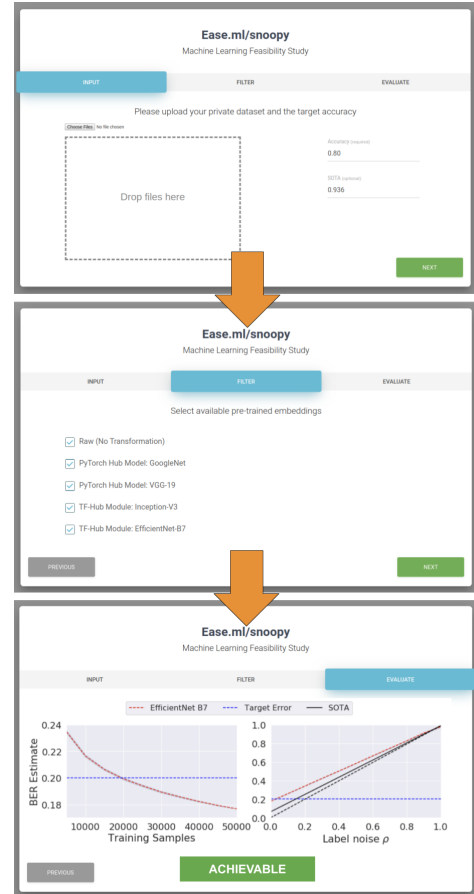 Ease.ml/snoopy
Machine Learning Feasibility Study
INPUT FILTER EVALUATE
Please upload your private dataset and the target accuracy
Choose Files No file chosen
Accuracy (required)
0.80
SOTA (optional)
0.936
Drop files here
NEXT
Ease.ml/snoopy
Machine Learning Feasibility Study
INPUT FILTER EVALUATE
Select available pre-trained embeddings
Raw (No Transformation)
PyTorch Hub Model: GoogleNet
PyTorch Hub Model: VGG-19
TF-Hub Module: Inception-V3
TF-Hub Module: EfficientNet-B7
PREVIOUS NEXT
Ease.ml/snoopy
Machine Learning Feasibility Study
INPUT FILTER EVALUATE
EfficientNet B7 Target Error SOTA
BER Estimate
0.24
0.22
0.20
0.18
10000 20000 30000 40000 50000
Training Samples
1.0
0.8
0.6
0.4
0.2
0.0
0.0 0.2 0.4 0.6 0.8 1.0
Label noise ρ
PREVIOUS
ACHIEVABLE